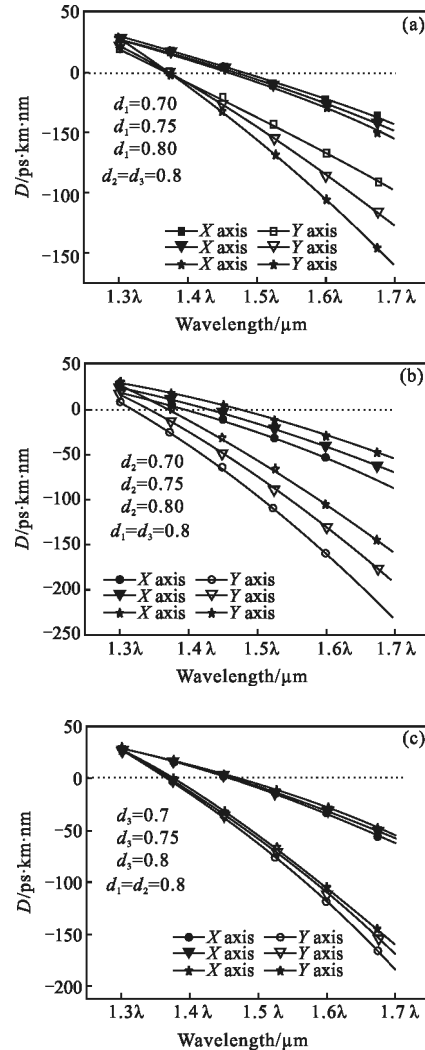 (a)
50
0
−50
−100
−150
D/ps·km·nm
d₁=0.70
d₁=0.75
d₁=0.80
d₂=d₃=0.8
X axis Y axis
X axis Y axis
X axis Y axis
1.3λ 1.4 λ 1.5λ 1.6λ 1.7λ
Wavelength/μm
(b)
50
0
−50
−100
−150
−200
−250
D/ps·km·nm
d₂=0.70
d₂=0.75
d₂=0.80
d₁=d₃=0.8
X axis Y axis
X axis Y axis
X axis Y axis
1.3λ 1.4λ 1.5λ 1.6λ 1.7λ
Wavelength/μm
(c)
50
0
−50
−100
−150
−200
D/ps·km·nm
d₃=0.7
d₃=0.75
d₃=0.8
d₁=d₂=0.8
X axis Y axis
X axis Y axis
X axis Y axis
1.3λ 1.4λ 1.5λ 1.6λ 1.7λ
Wavelength/μm